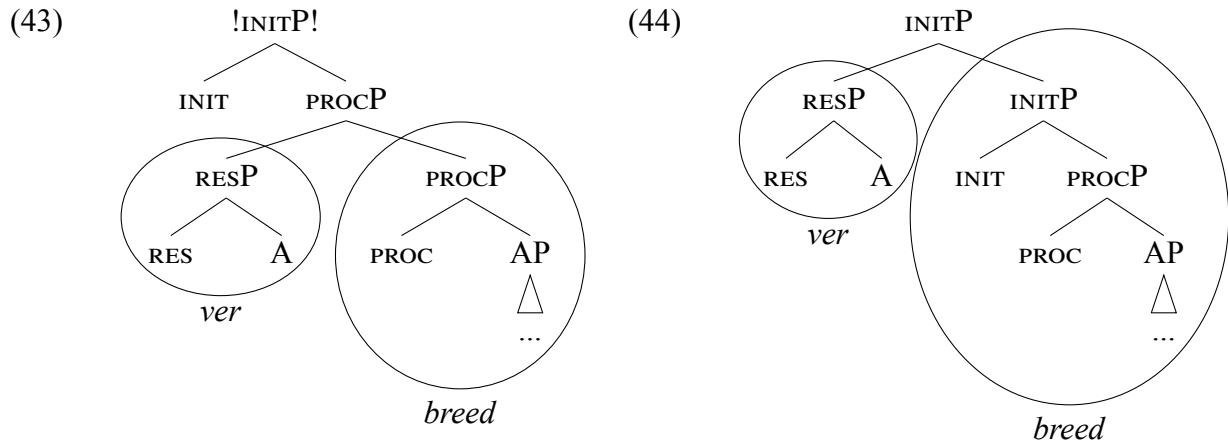 (43) !INITP! (44) INITP
INIT PROCP RESP INITP
RESP PROCP RES A INIT PROCP
ver
RES A PROC AP PROC AP
ver
... ...
breed
breed